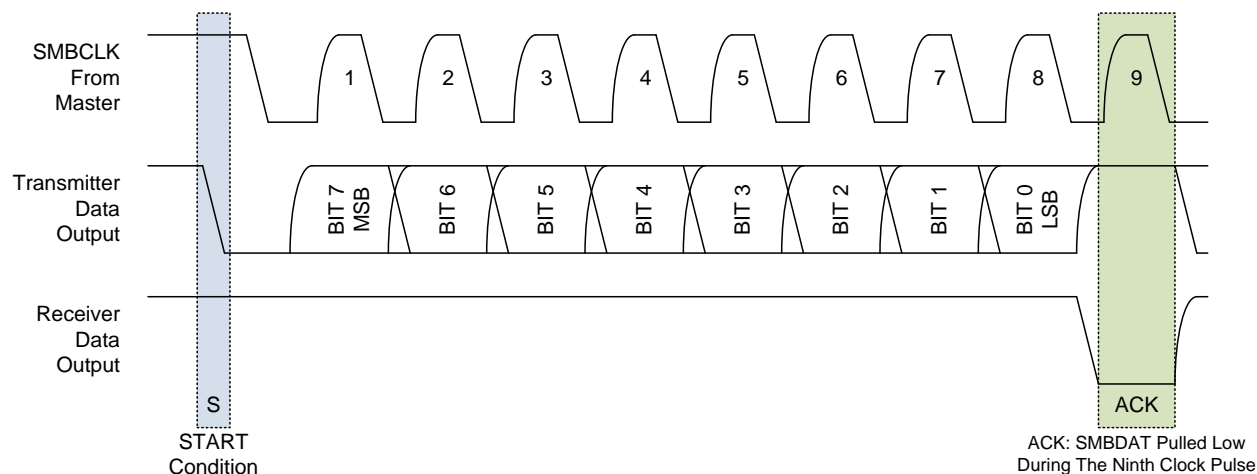 SMBCLK
From
Master
1 2 3 4 5 6 7 8 9
Transmitter
Data
Output
BIT 7
MSB
BIT 6
BIT 5
BIT 4
BIT 3
BIT 2
BIT 1
BIT 0
LSB
Receiver
Data
Output
S
ACK
START
Condition
ACK: SMBDAT Pulled Low
During The Ninth Clock Pulse